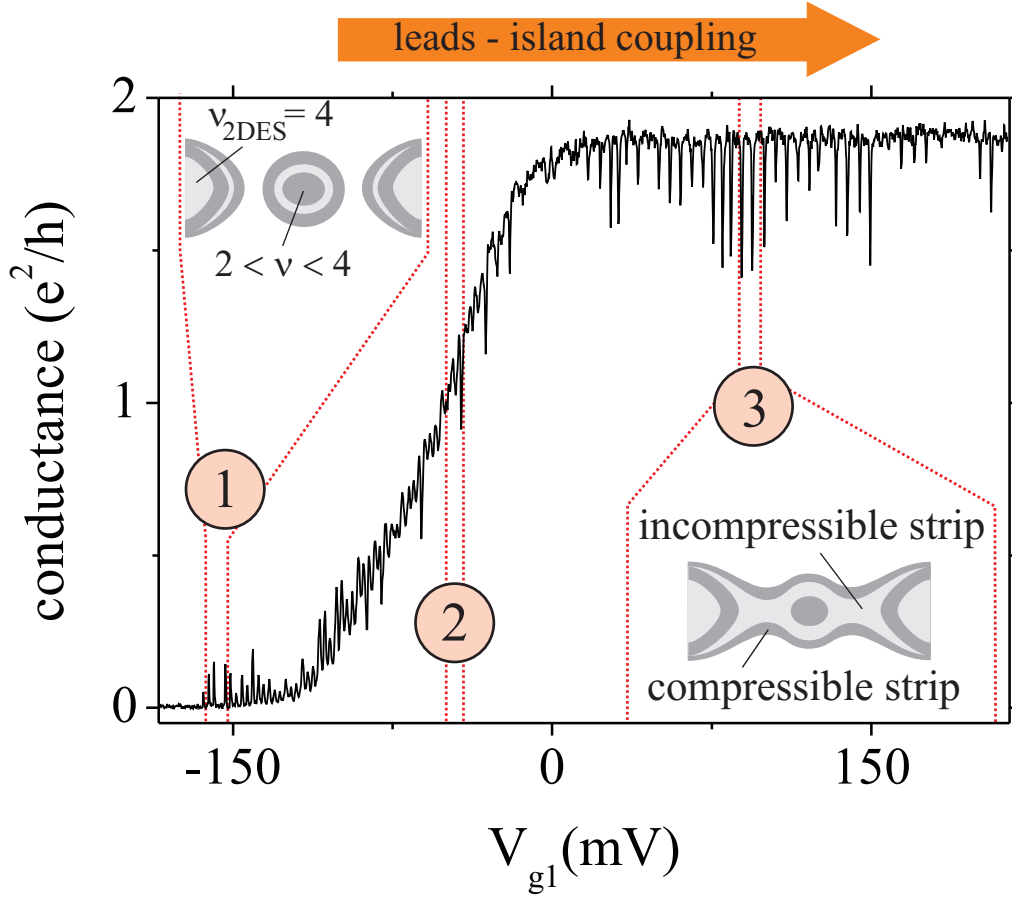 leads - island coupling
2
ν2DES = 4
2 < ν < 4
conductance (e²/h)
1
1
3
2
incompressible strip
compressible strip
0
-150
0
150
Vg1(mV)